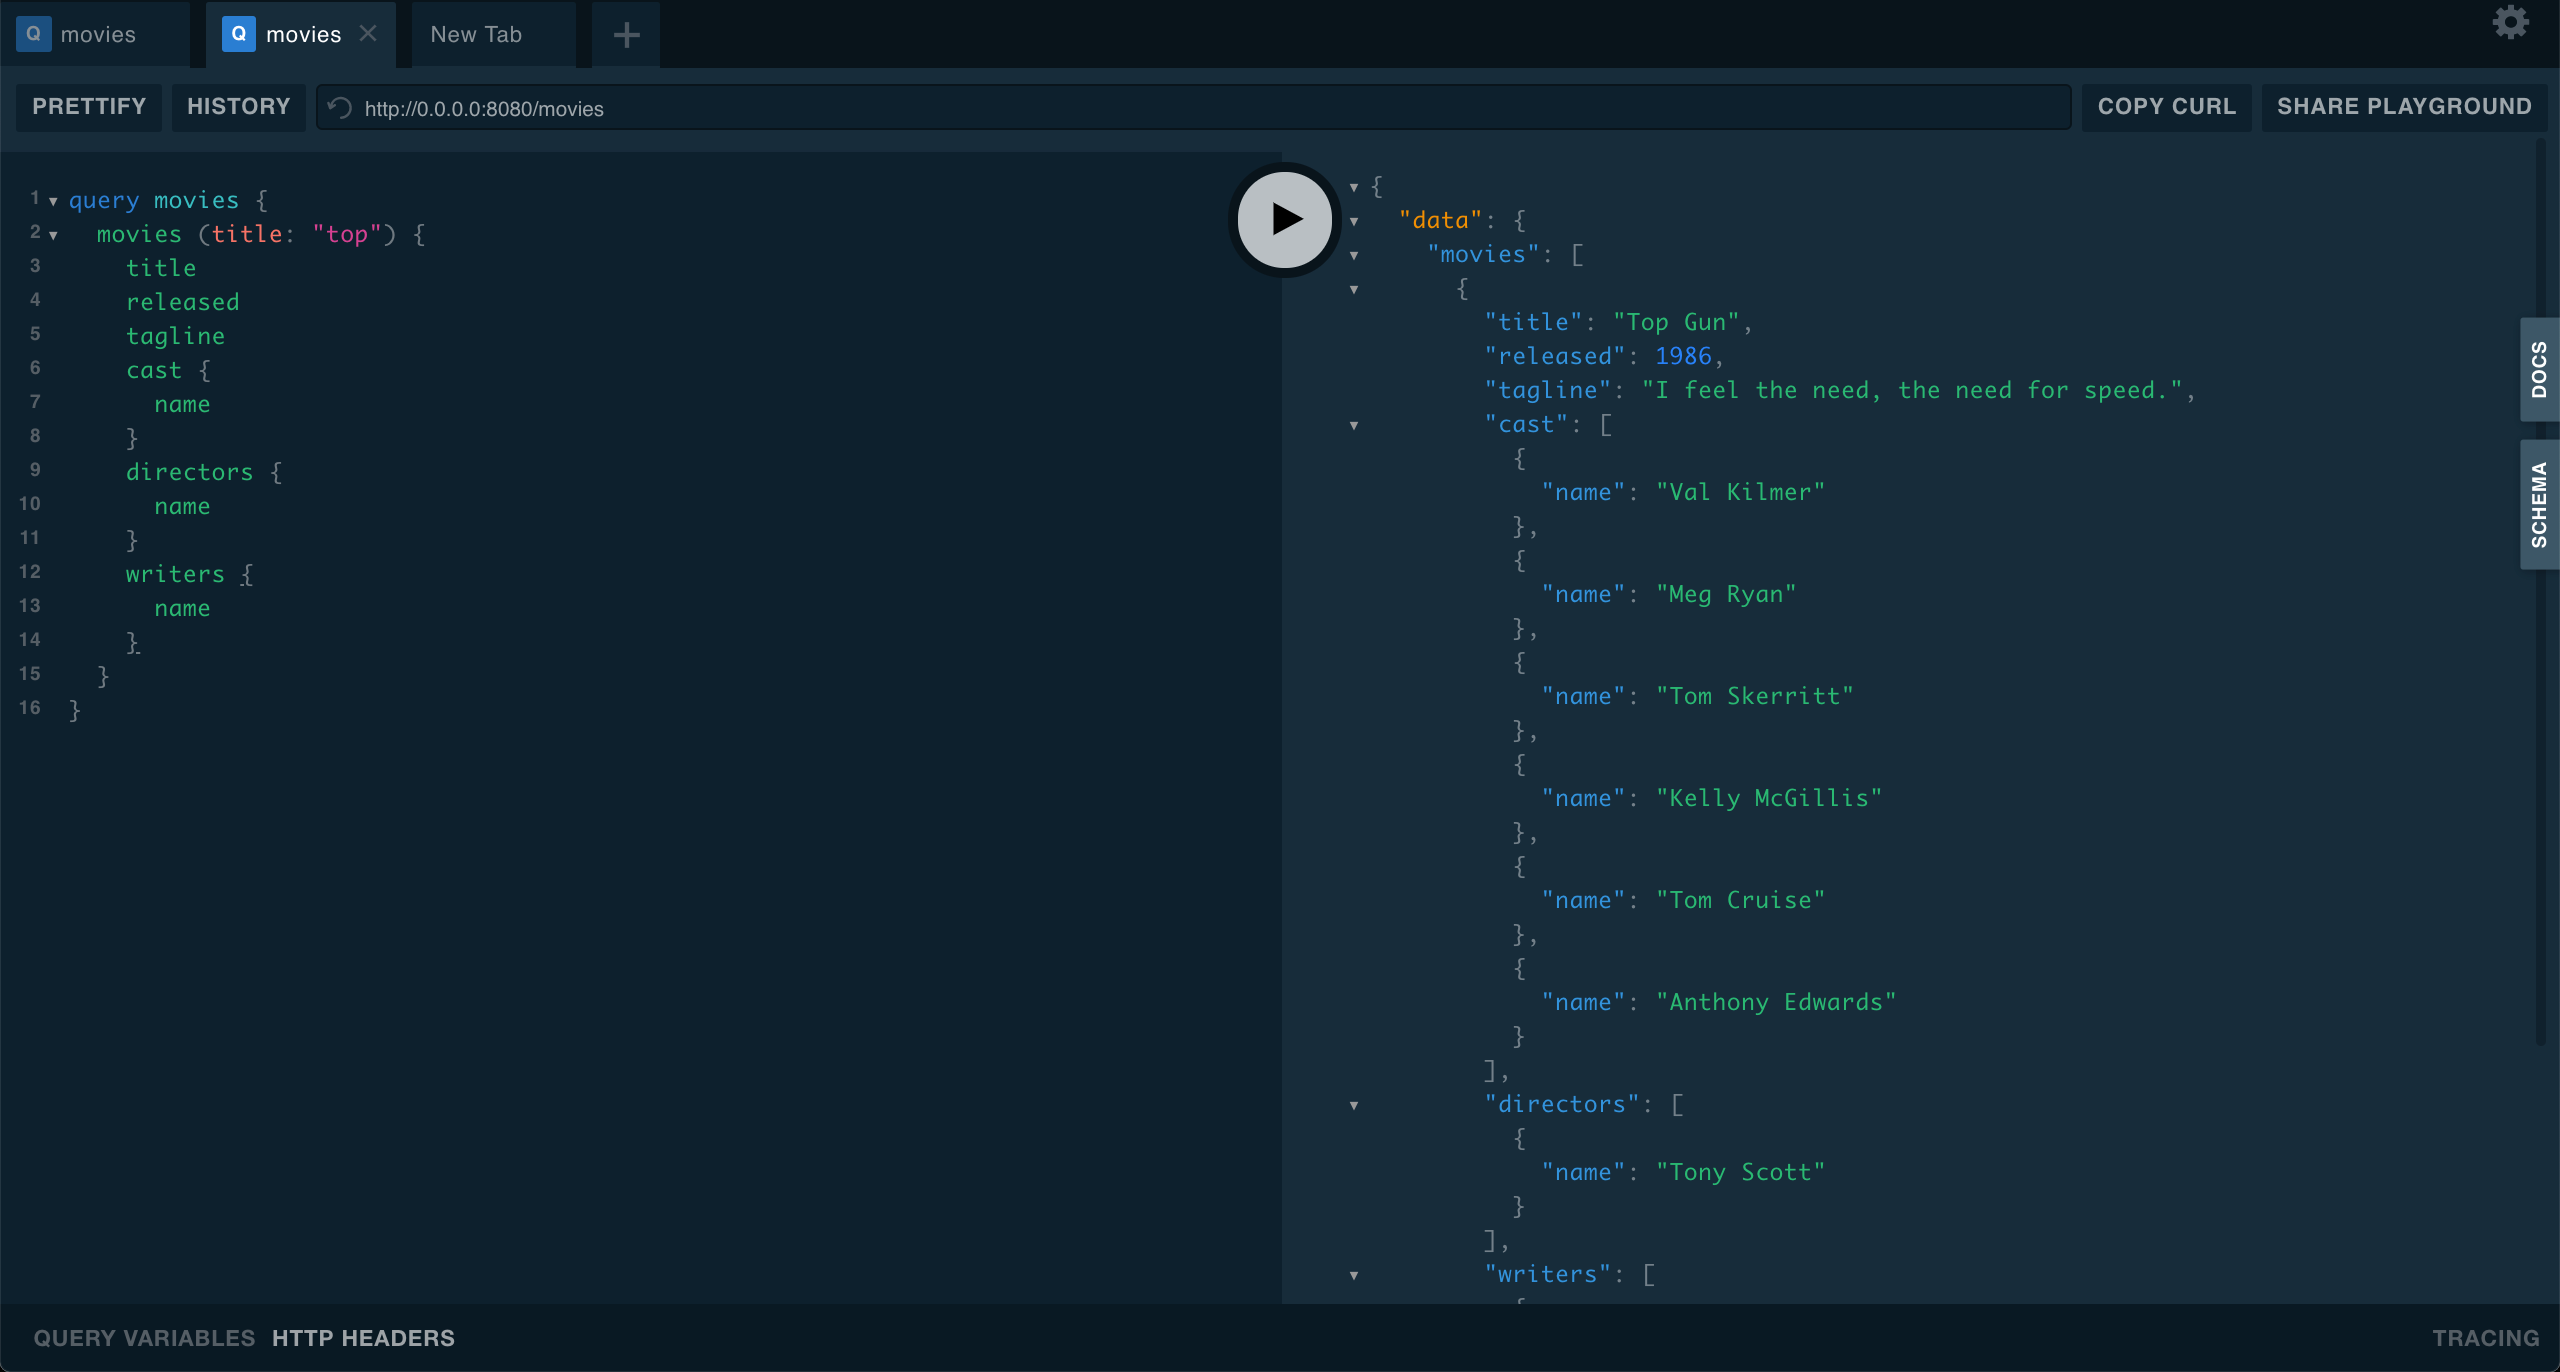 Q movies
Q movies
New Tab
PRETTIFY
HISTORY
http://0.0.0.0:8080/movies
COPY CURL
SHARE PLAYGROUND
1 query movies {
2 movies (title: "top") {
3 title
4 released
5 tagline
6 cast {
7 name
8 }
9 directors {
10 name
11 }
12 writers {
13 name
14 }
15 }
16 }
{
"data": {
"movies": [
{
"title": "Top Gun",
"released": 1986,
"tagline": "I feel the need, the need for speed.",
"cast": [
{
"name": "Val Kilmer"
},
{
"name": "Meg Ryan"
},
{
"name": "Tom Skerritt"
},
{
"name": "Kelly McGillis"
},
{
"name": "Tom Cruise"
},
{
"name": "Anthony Edwards"
}
],
"directors": [
{
"name": "Tony Scott"
}
],
"writers": [
{
DOCS
SCHEMA
QUERY VARIABLES
HTTP HEADERS
TRACING